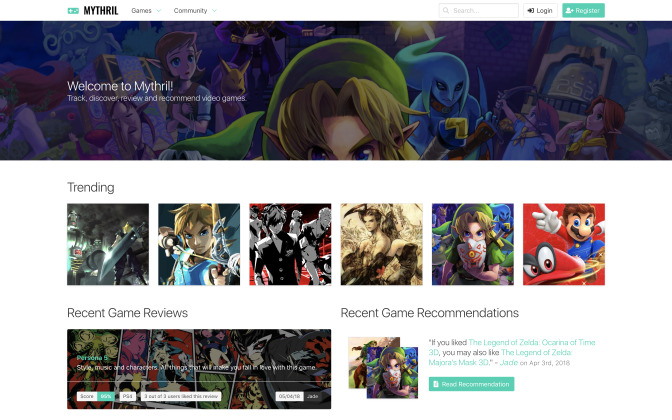 MYTHRIL
Games
Community
Search...
Login
Register
Welcome to Mythril!
Track, discover, review and recommend video games.
Trending
Recent Game Reviews
Persona 5
Style, music and characters. All things that will make you fall in love with this game.
Score 95% PS4 3 out of 3 users liked this review 05/04/18 Jade
Recent Game Recommendations
"If you liked The Legend of Zelda: Ocarina of Time
3D, you may also like The Legend of Zelda:
Majora's Mask 3D." - Jade on Apr 3rd, 2018
Read Recommendation